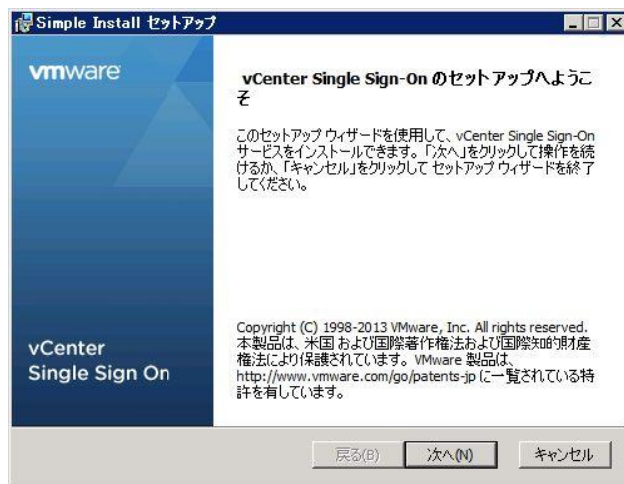 Simple Install セットアップ
vmware
vCenter Single Sign-On のセットアップへようこ
そ
このセットアップ ウィザードを使用して、vCenter Single Sign-On
サービスをインストールできます。「次へ」をクリックして操作を続
けるか、「キャンセル」をクリックして セットアップ ウィザードを終了
してください。
Copyright (C) 1998-2013 VMware, Inc. All rights reserved.
本製品は、米国 および国際著作権法および国際知的財産
権法により保護されています。VMware 製品は、
http://www.vmware.com/go/patents-jp に一覧されている特
許を有しています。
vCenter
Single Sign On
戻る(B)
次へ(N)
キャンセル